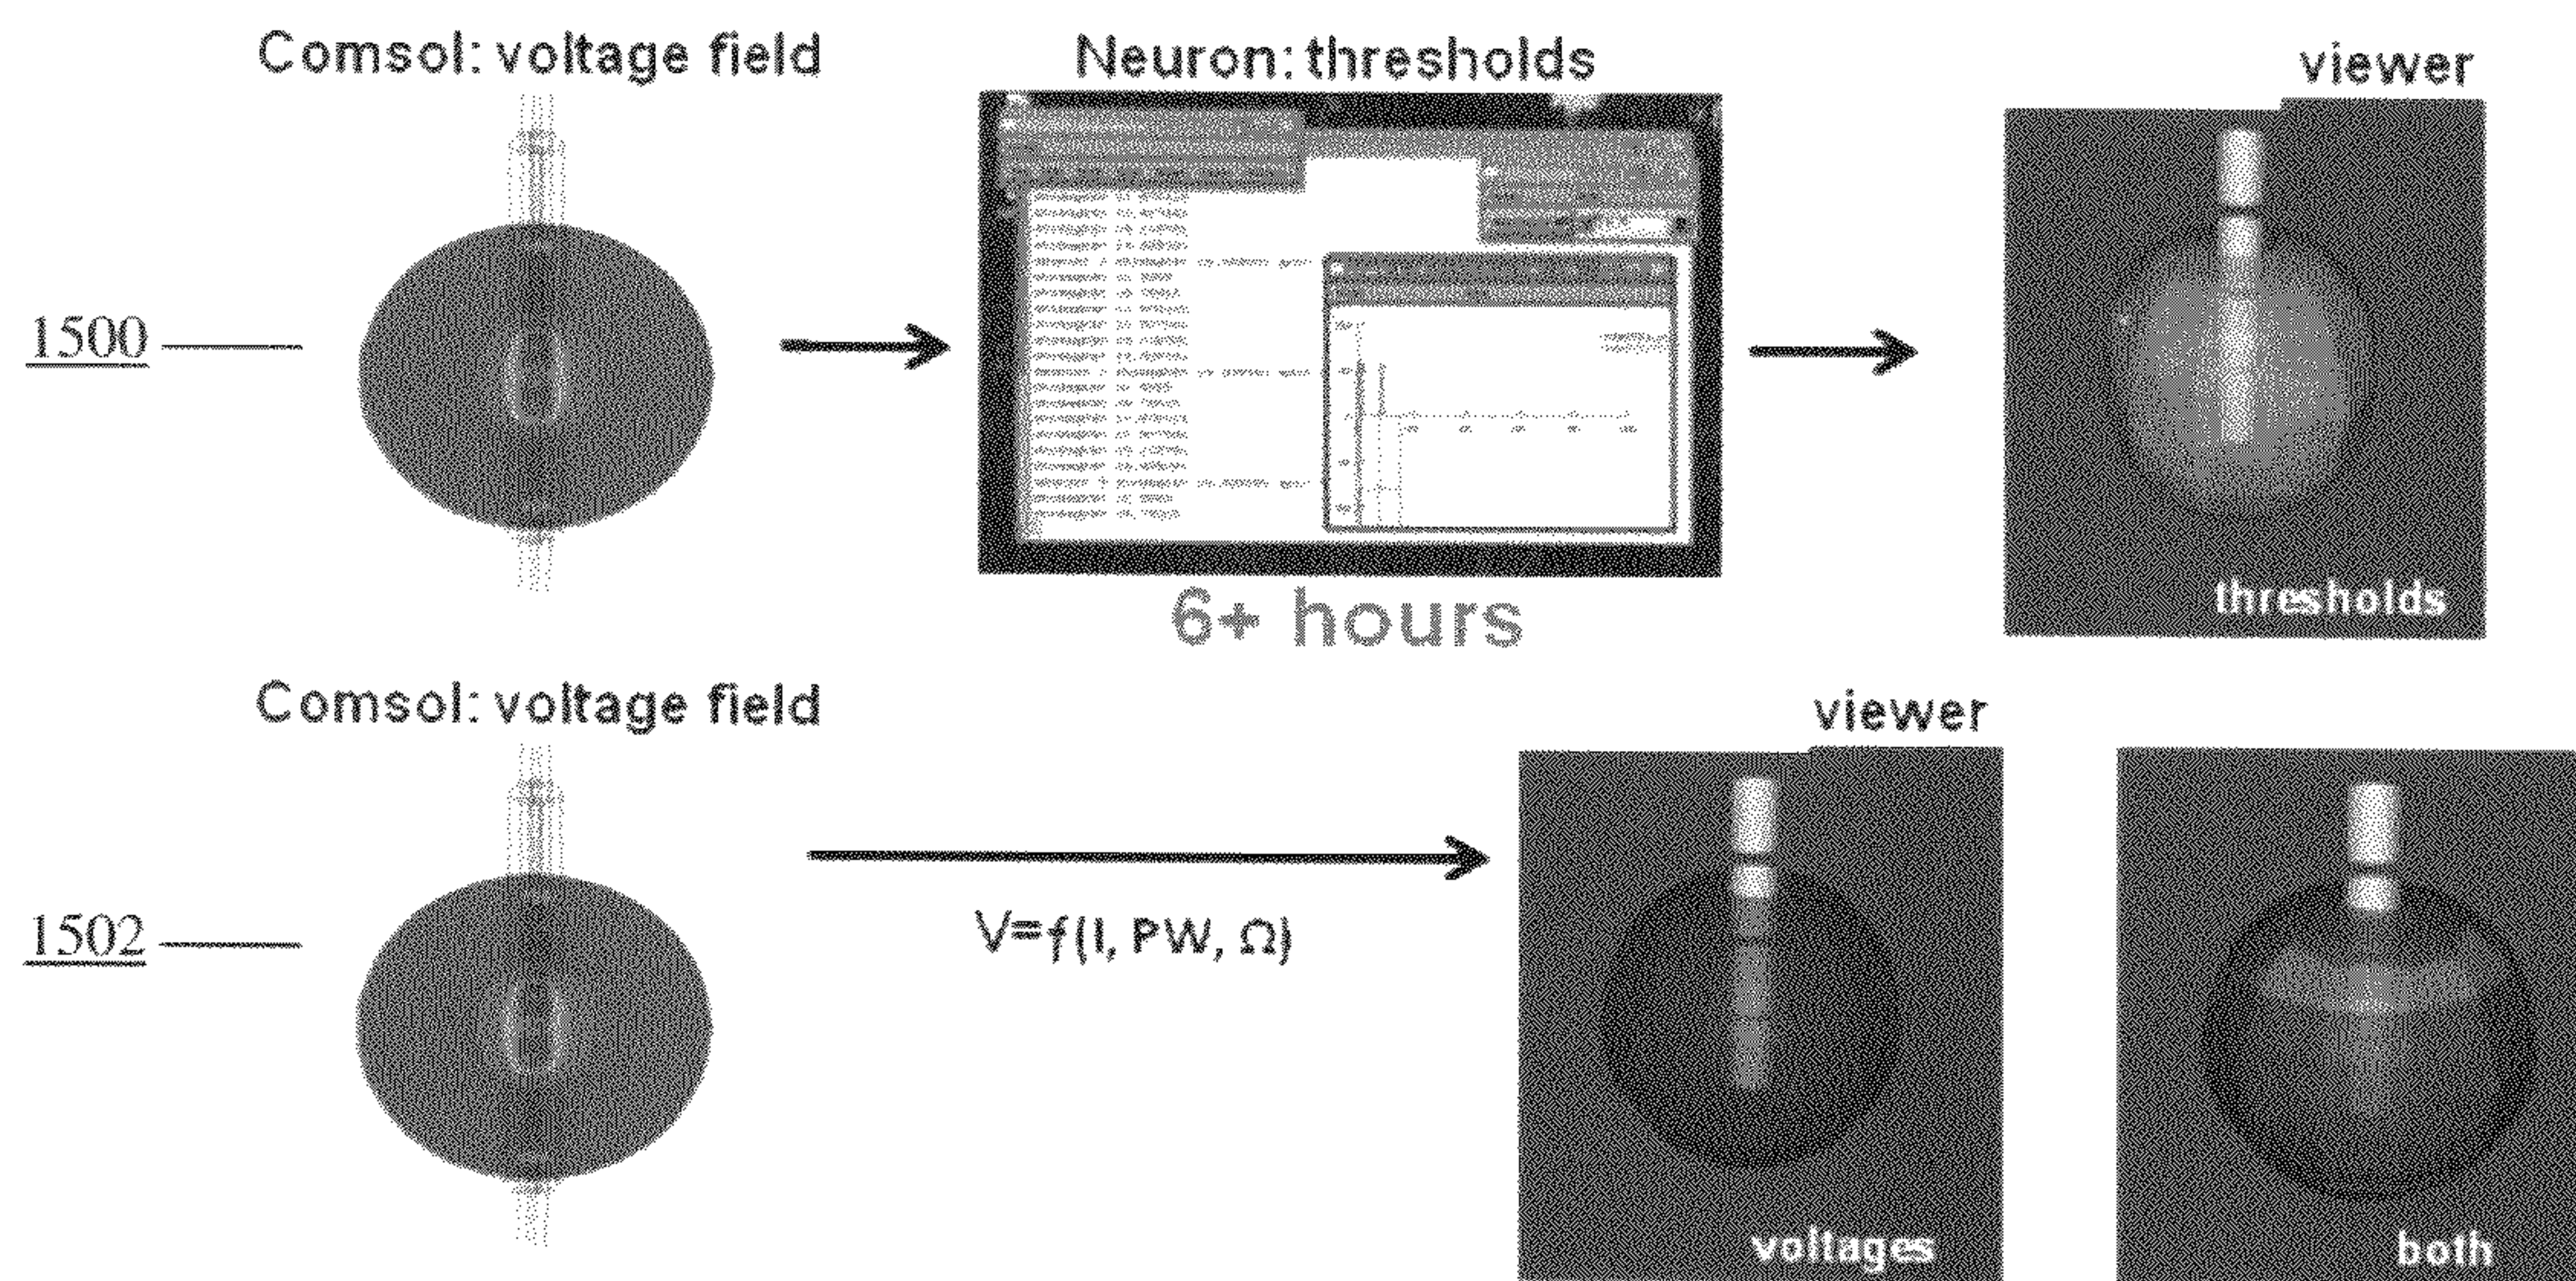 Comsol: voltage field
Neuron: thresholds
viewer
1500
thresholds
6+ hours
Comsol: voltage field
viewer
1502
V=f(I, PW, Ω)
voltages
both